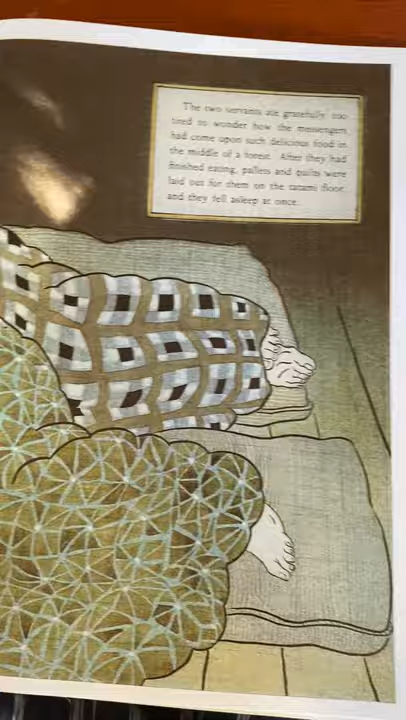 The two servants ate gratefully, too
tired to wonder how the messengers
had come upon such delicious food in
the middle of a forest. After they had
finished eating, pallets and quilts were
laid out for them on the tatami floor,
and they fell asleep at once.